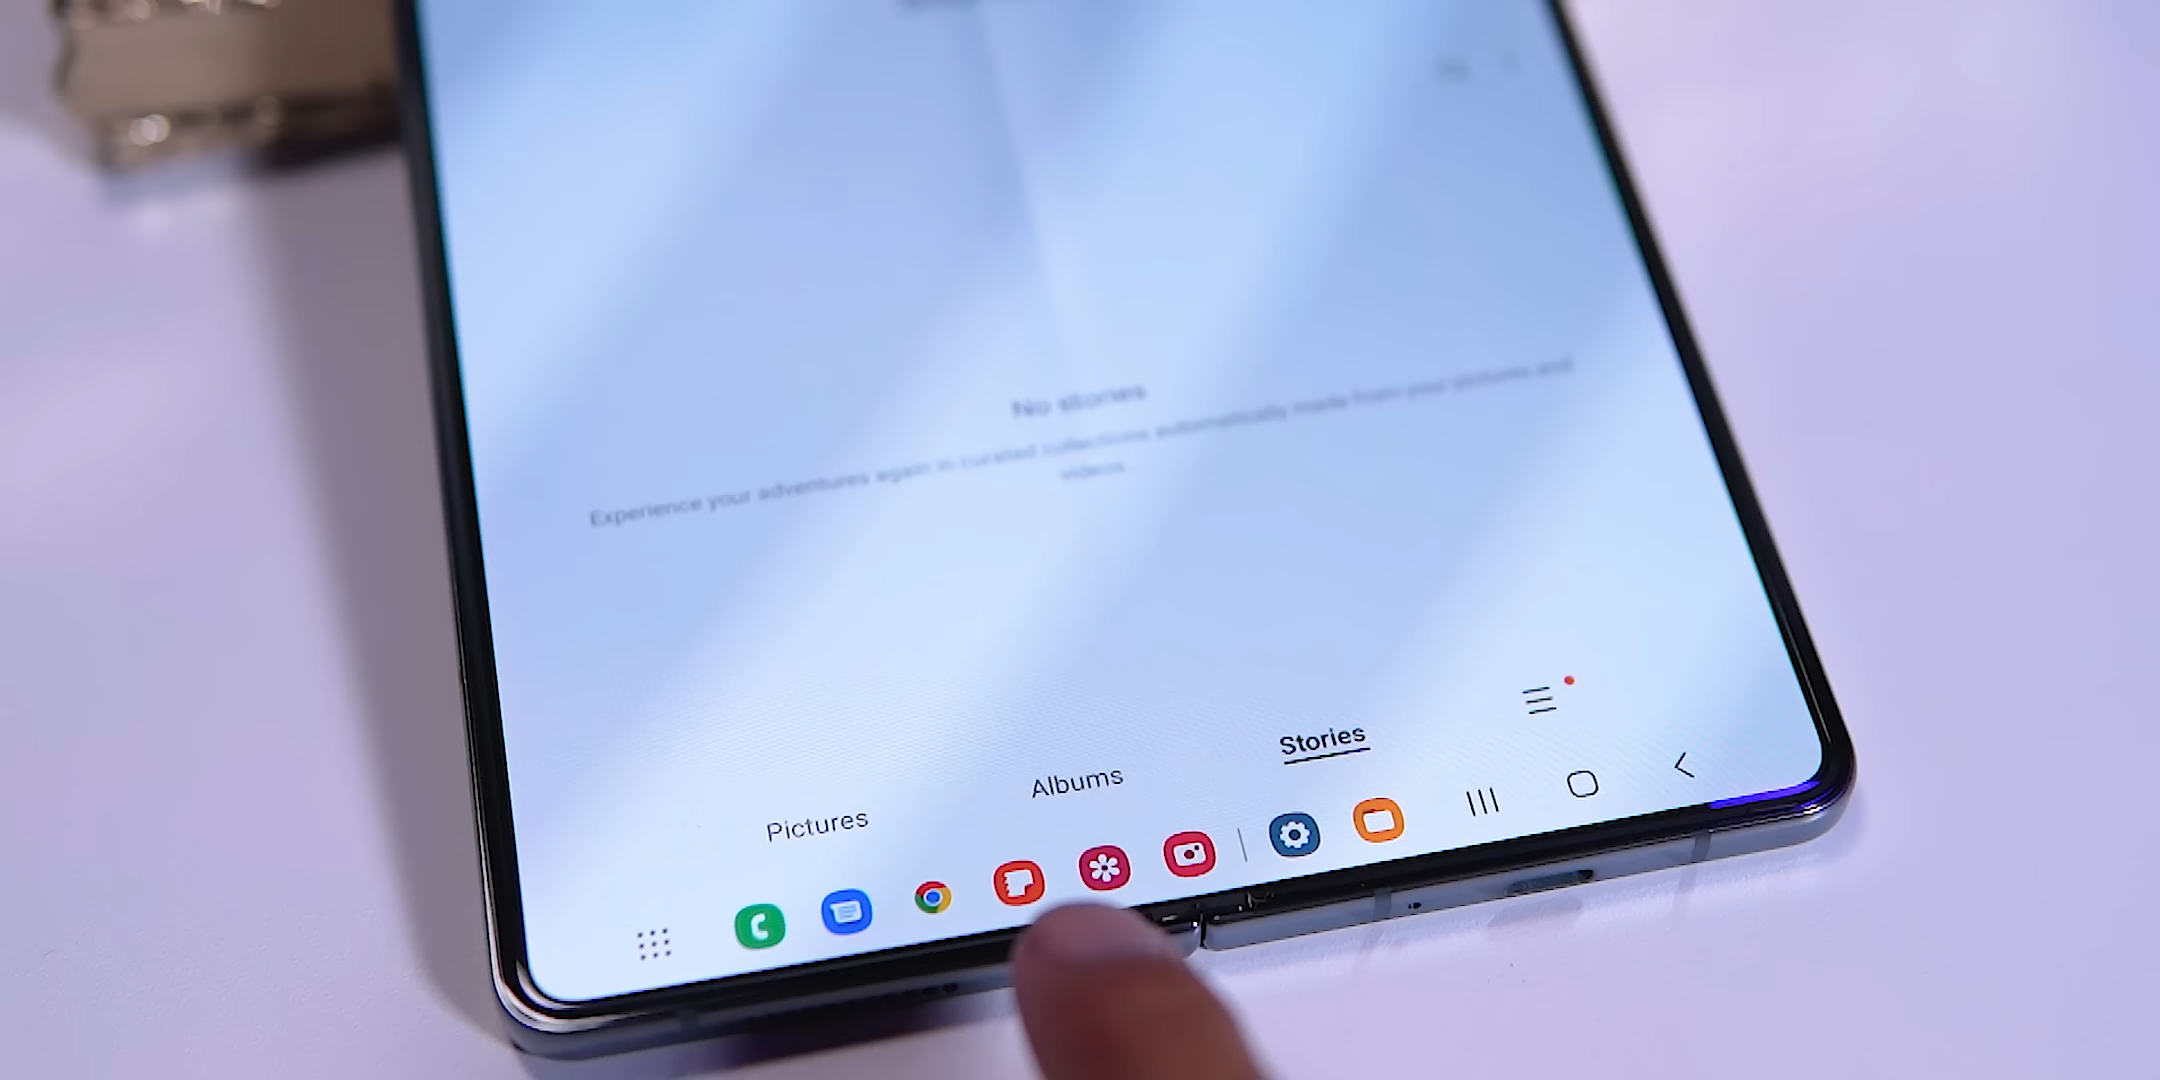 No stories
Experience your adventures again in curated collections automatically made from your pictures and
videos.
Pictures
Albums
Stories